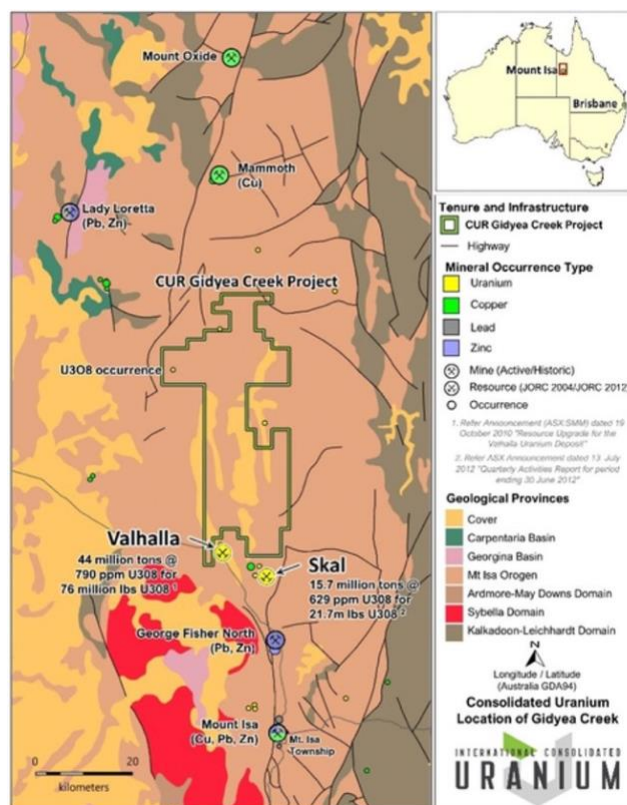 Mount Oxide
Mammoth
(Cu)
Lady Loretta
(Pb, Zn)
CUR Gidyea Creek Project
U3O8 occurrence
Valhalla
44 million tons @
790 ppm U308 for
76 million lbs U308 1
Skal
15.7 million tons @
629 ppm U308 for
21.7m lbs U308 2
George Fisher North
(Pb, Zn)
Mount Isa
(Cu, Pb, Zn)
Mt. Isa
Township
0 20
kilometers
Mount Isa
Brisbane
Tenure and Infrastructure
CUR Gidyea Creek Project
Highway
Mineral Occurrence Type
Uranium
Copper
Lead
Zinc
Mine (Active/Historic)
Resource (JORC 2004/JORC 2012)
Occurrence
1. Refer Announcement (ASX:SMM) dated 19
October 2010 "Resource Upgrade for the
Valhalla Uranium Deposit"
2. Refer ASX Announcement dated 13 July
2012 "Quarterly Activities Report for period
ending 30 June 2012"
Geological Provinces
Cover
Carpentaria Basin
Georgina Basin
Mt Isa Orogen
Ardmore-May Downs Domain
Sybella Domain
Kalkadoon-Leichhardt Domain
N
Longitude / Latitude
(Australia GDA94)
Consolidated Uranium
Location of Gidyea Creek
INTERNATIONAL CONSOLIDATED
URANIUM